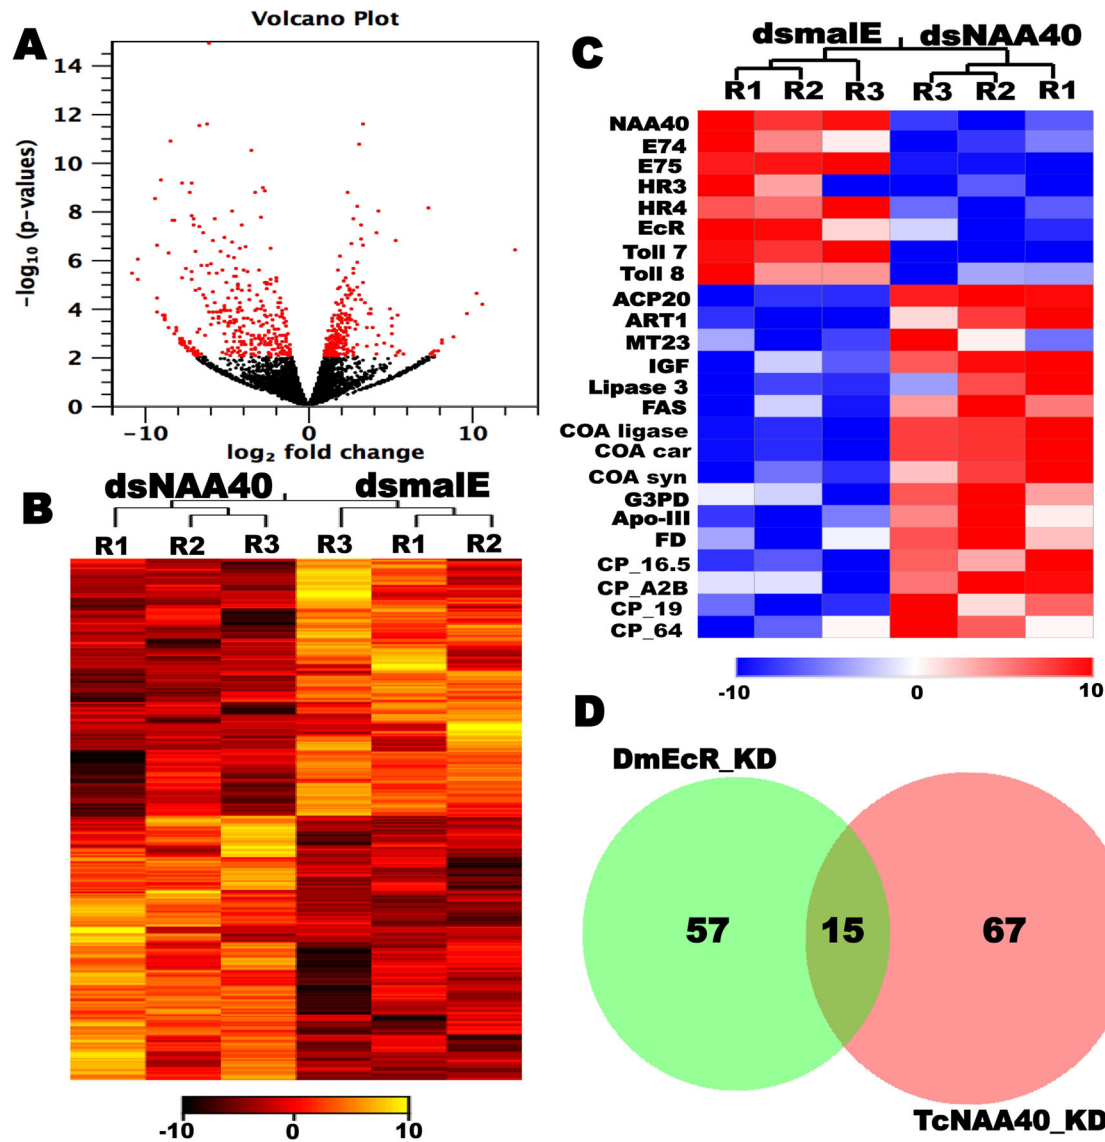 A
Volcano Plot
14
12
10
8
6
4
2
0
−log10 (p-values)
−10
0
10
log2 fold change
B
dsNAA40
dsmalE
R1
R2
R3
R3
R1
R2
-10
0
10
C
dsmalE
dsNAA40
R1
R2
R3
R3
R2
R1
NAA40
E74
E75
HR3
HR4
EcR
Toll 7
Toll 8
ACP20
ART1
MT23
IGF
Lipase 3
FAS
COA ligase
COA car
COA syn
G3PD
Apo-III
FD
CP_16.5
CP_A2B
CP_19
CP_64
-10
0
10
D
DmEcR_KD
57
15
67
TcNAA40_KD